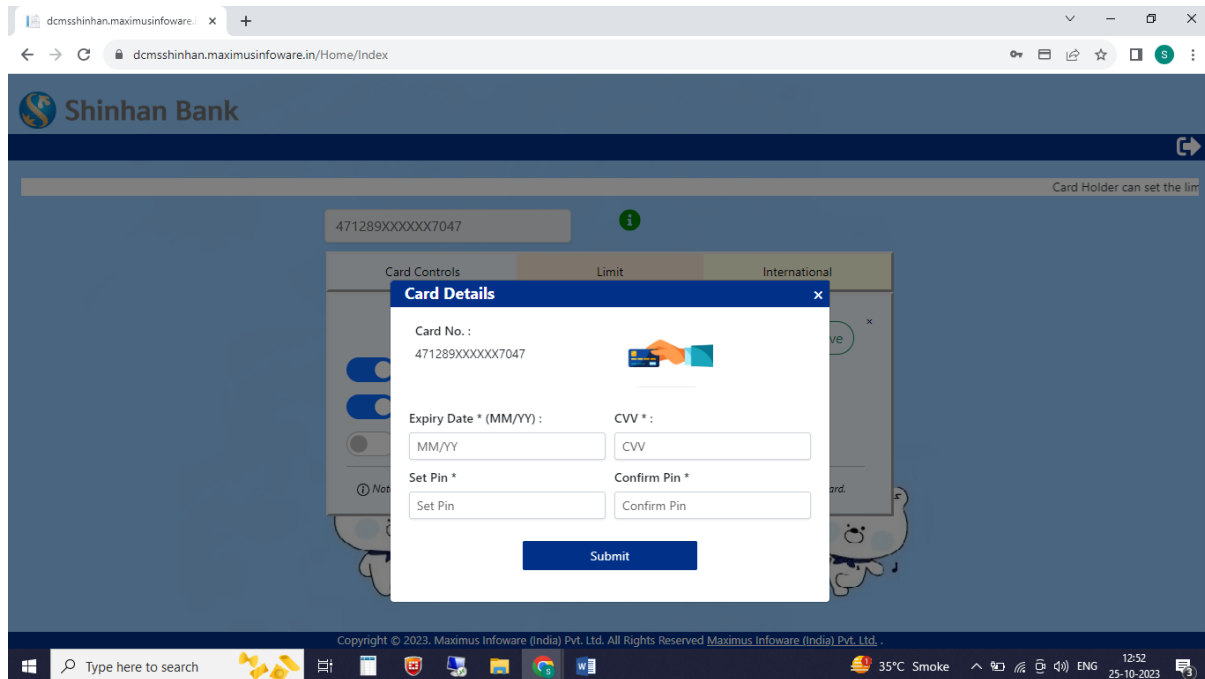 dcmsshinhan.maximusinfoware.i
dcmsshinhan.maximusinfoware.in/Home/Index
S
Shinhan Bank
Card Holder can set the lim
471289XXXXXX7047
Card Controls Limit International
Card Details ×
Card No. :
471289XXXXXX7047
ve
Expiry Date * (MM/YY) : CVV * :
MM/YY CVV
Set Pin * Confirm Pin *
Set Pin Confirm Pin
Not ard.
Submit
Copyright © 2023. Maximus Infoware (India) Pvt. Ltd. All Rights Reserved Maximus Infoware (India) Pvt. Ltd. .
Type here to search 35°C Smoke ENG 12:52
25-10-2023
3